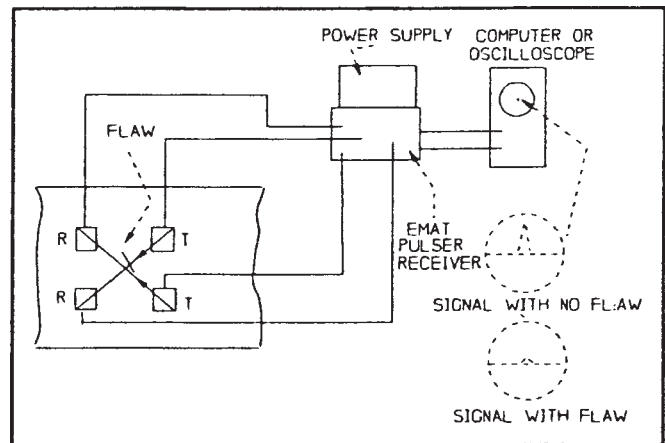 POWER SUPPLY
COMPUTER OR
OSCILLOSCOPE
FLAW
R
T
R
T
EMAT
PULSER
RECEIVER
SIGNAL WITH NO FL:AW
SIGNAL WITH FLAW